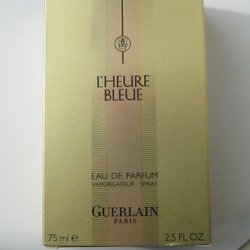 L'HEURE
BLEUE
EAU DE PARFUM
VAPORISATEUR · SPRAY
GUERLAIN
PARIS
75 ml ℮ 2.5 FL OZ